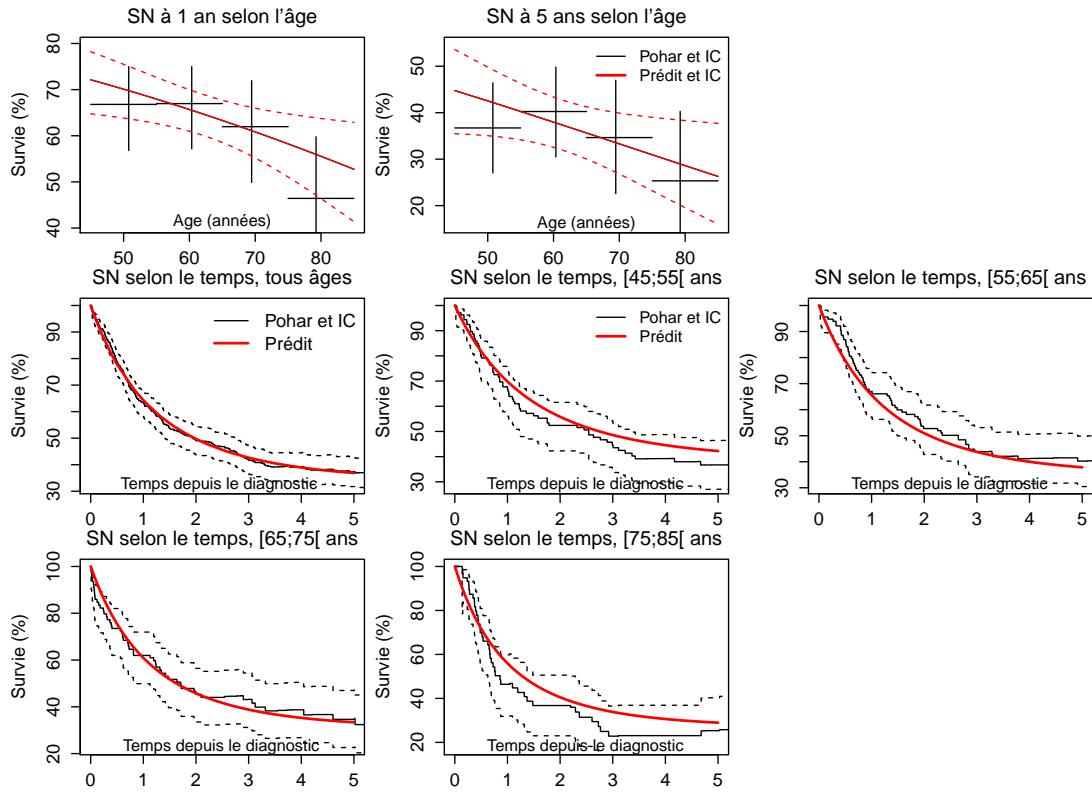 SN à 1 an selon l'âge
Survie (%)
80
70
60
50
40
Age (années)
50 60 70 80
SN à 5 ans selon l'âge
Pohar et IC
Prédit et IC
Survie (%)
50
40
30
20
Age (années)
50 60 70 80
SN selon le temps, tous âges
Pohar et IC
Prédit
Survie (%)
90
70
50
30
Temps depuis le diagnostic
0 1 2 3 4 5
SN selon le temps, [45;55[ ans
Pohar et IC
Prédit
Survie (%)
90
70
50
30
Temps depuis le diagnostic
0 1 2 3 4 5
SN selon le temps, [55;65[ ans
Survie (%)
90
70
50
30
Temps depuis le diagnostic
0 1 2 3 4 5
SN selon le temps, [65;75[ ans
Survie (%)
100
80
60
40
20
Temps depuis le diagnostic
0 1 2 3 4 5
SN selon le temps, [75;85[ ans
Survie (%)
100
80
60
40
20
Temps depuis le diagnostic
0 1 2 3 4 5